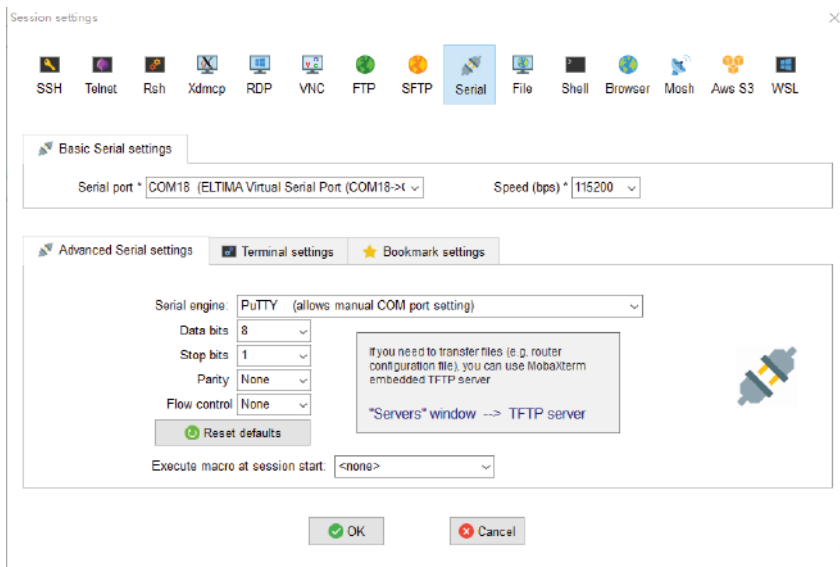 Session settings
SSH Telnet Rsh Xdmcp RDP VNC FTP SFTP Serial File Shell Browser Mosh Aws S3 WSL
Basic Serial settings
Serial port * COM18 (ELTIMA Virtual Serial Port (COM18-> Speed (bps) * 115200
Advanced Serial settings Terminal settings Bookmark settings
Serial engine: PuTTY (allows manual COM port setting)
Data bits 8
Stop bits 1
Parity None
Flow control None
Reset defaults
If you need to transfer files (e.g. router
configuration file), you can use MobaXterm
embedded TFTP server
"Servers" window --> TFTP server
Execute macro at session start: <none>
OK Cancel